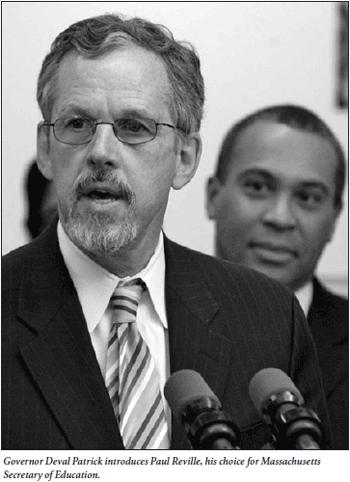 Governor Deval Patrick introduces Paul Reville, his choice for Massachusetts
Secretary of Education.